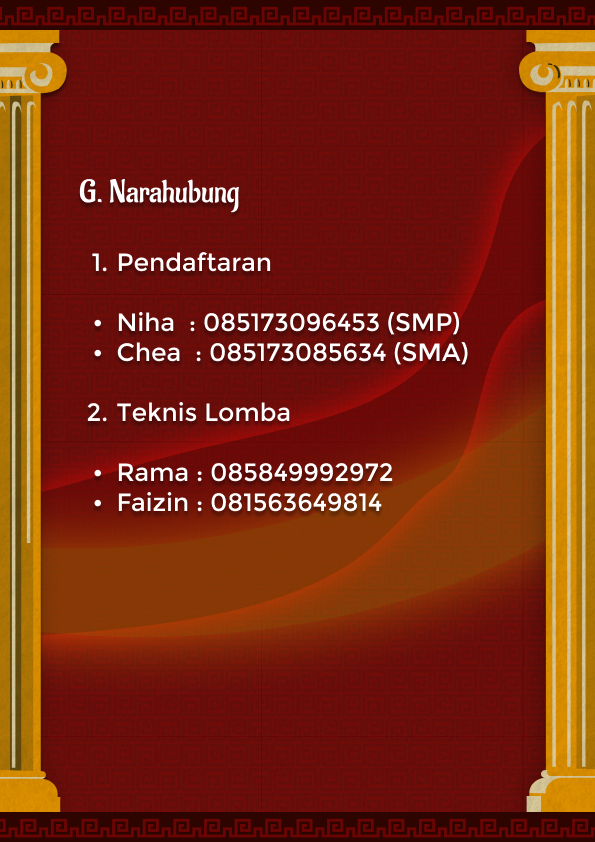 G. Narahubung
1. Pendaftaran
• Niha : 085173096453 (SMP)
• Chea : 085173085634 (SMA)
2. Teknis Lomba
• Rama : 085849992972
• Faizin : 081563649814